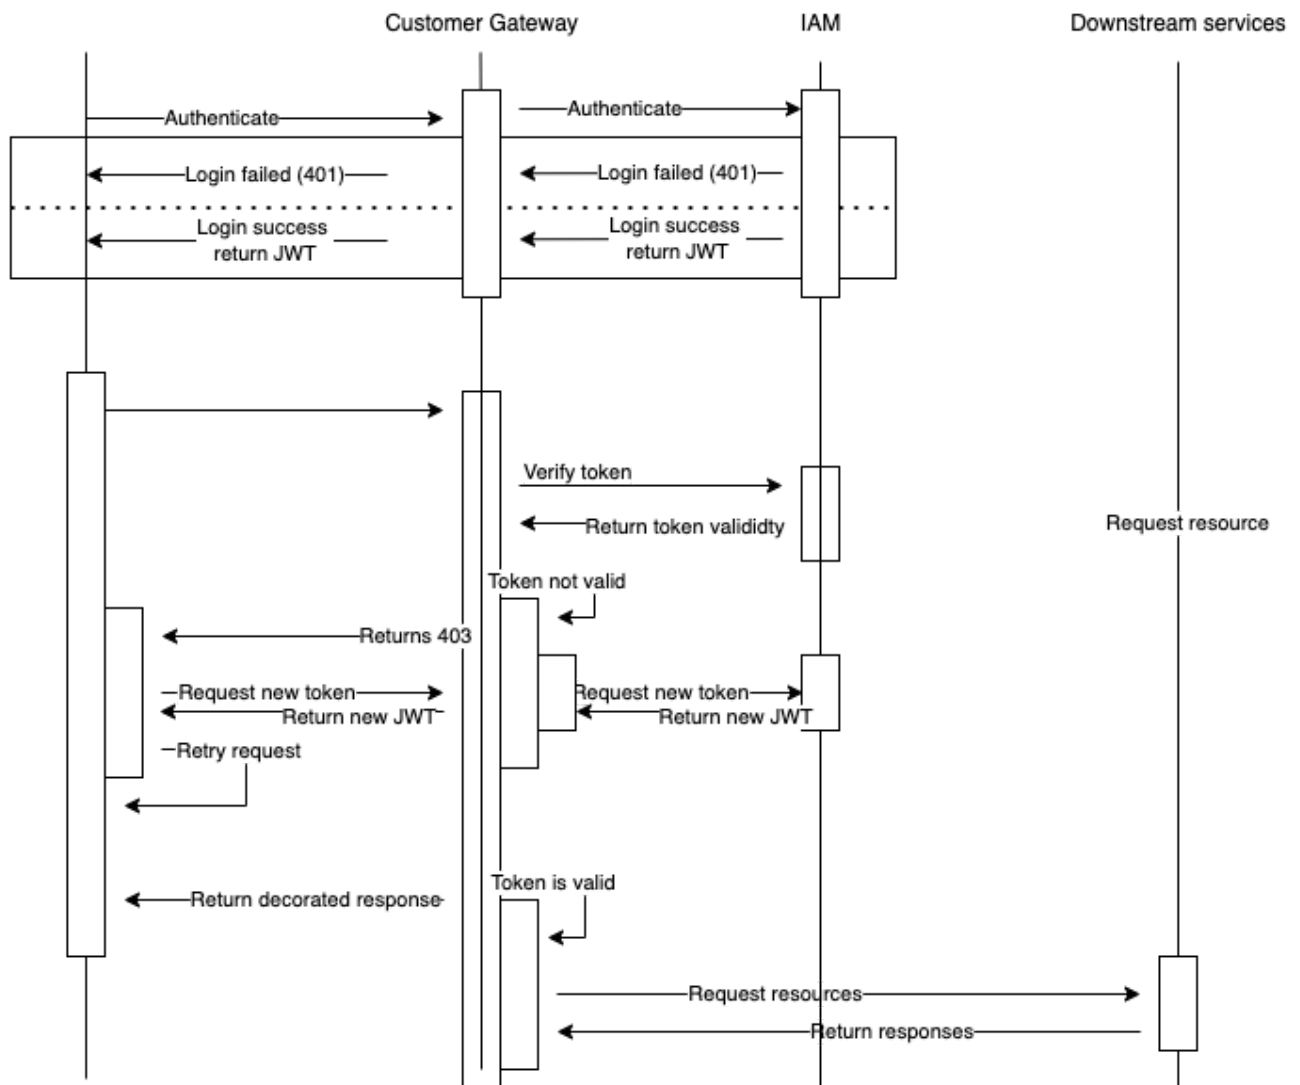 Customer Gateway
IAM
Downstream services
Authenticate
Authenticate
Login failed (401)
Login failed (401)
Login success
return JWT
Login success
return JWT
Verify token
Return token valididty
Request resource
Token not valid
Returns 403
Request new token
Request new token
Return new JWT
Return new JWT
Retry request
Token is valid
Return decorated response
Request resources
Return responses